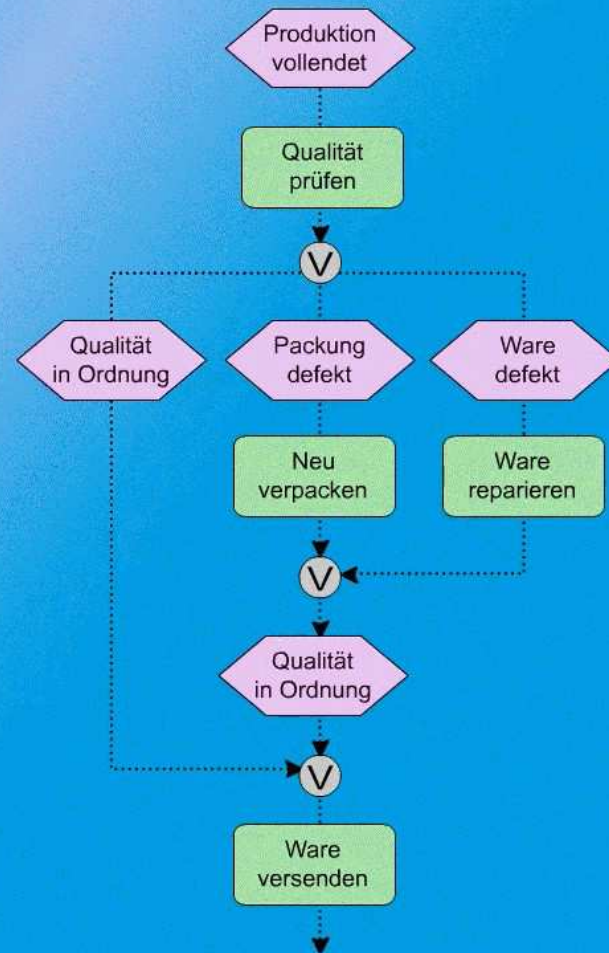 Produktion
vollendet
Qualität
prüfen
V
Qualität
in Ordnung
Packung
defekt
Ware
defekt
Neu
verpacken
Ware
reparieren
V
Qualität
in Ordnung
V
Ware
versenden